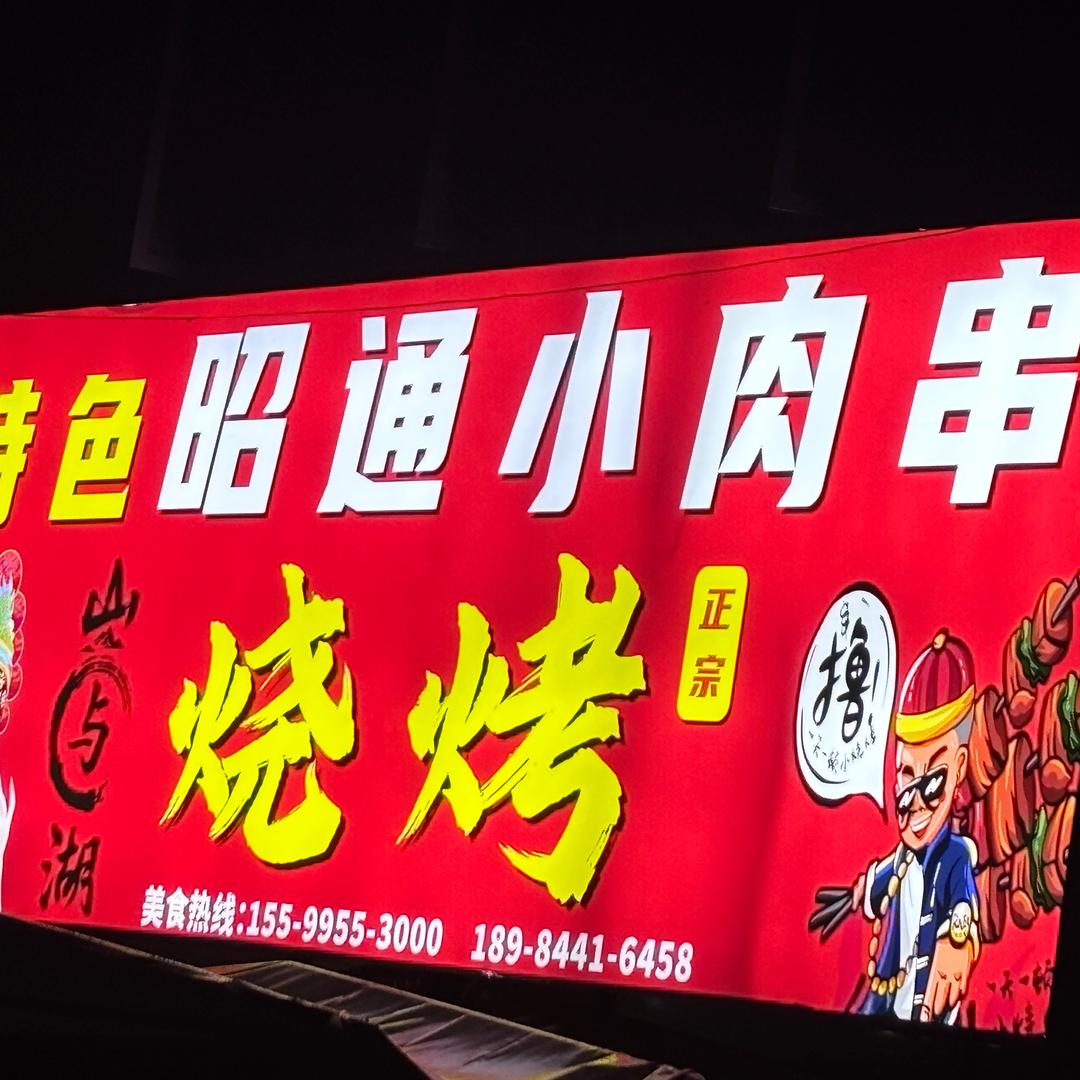 特色 昭通小肉串
山
与
湖
烧烤
正宗
撸
美食热线:155-9955-3000 189-8441-6458